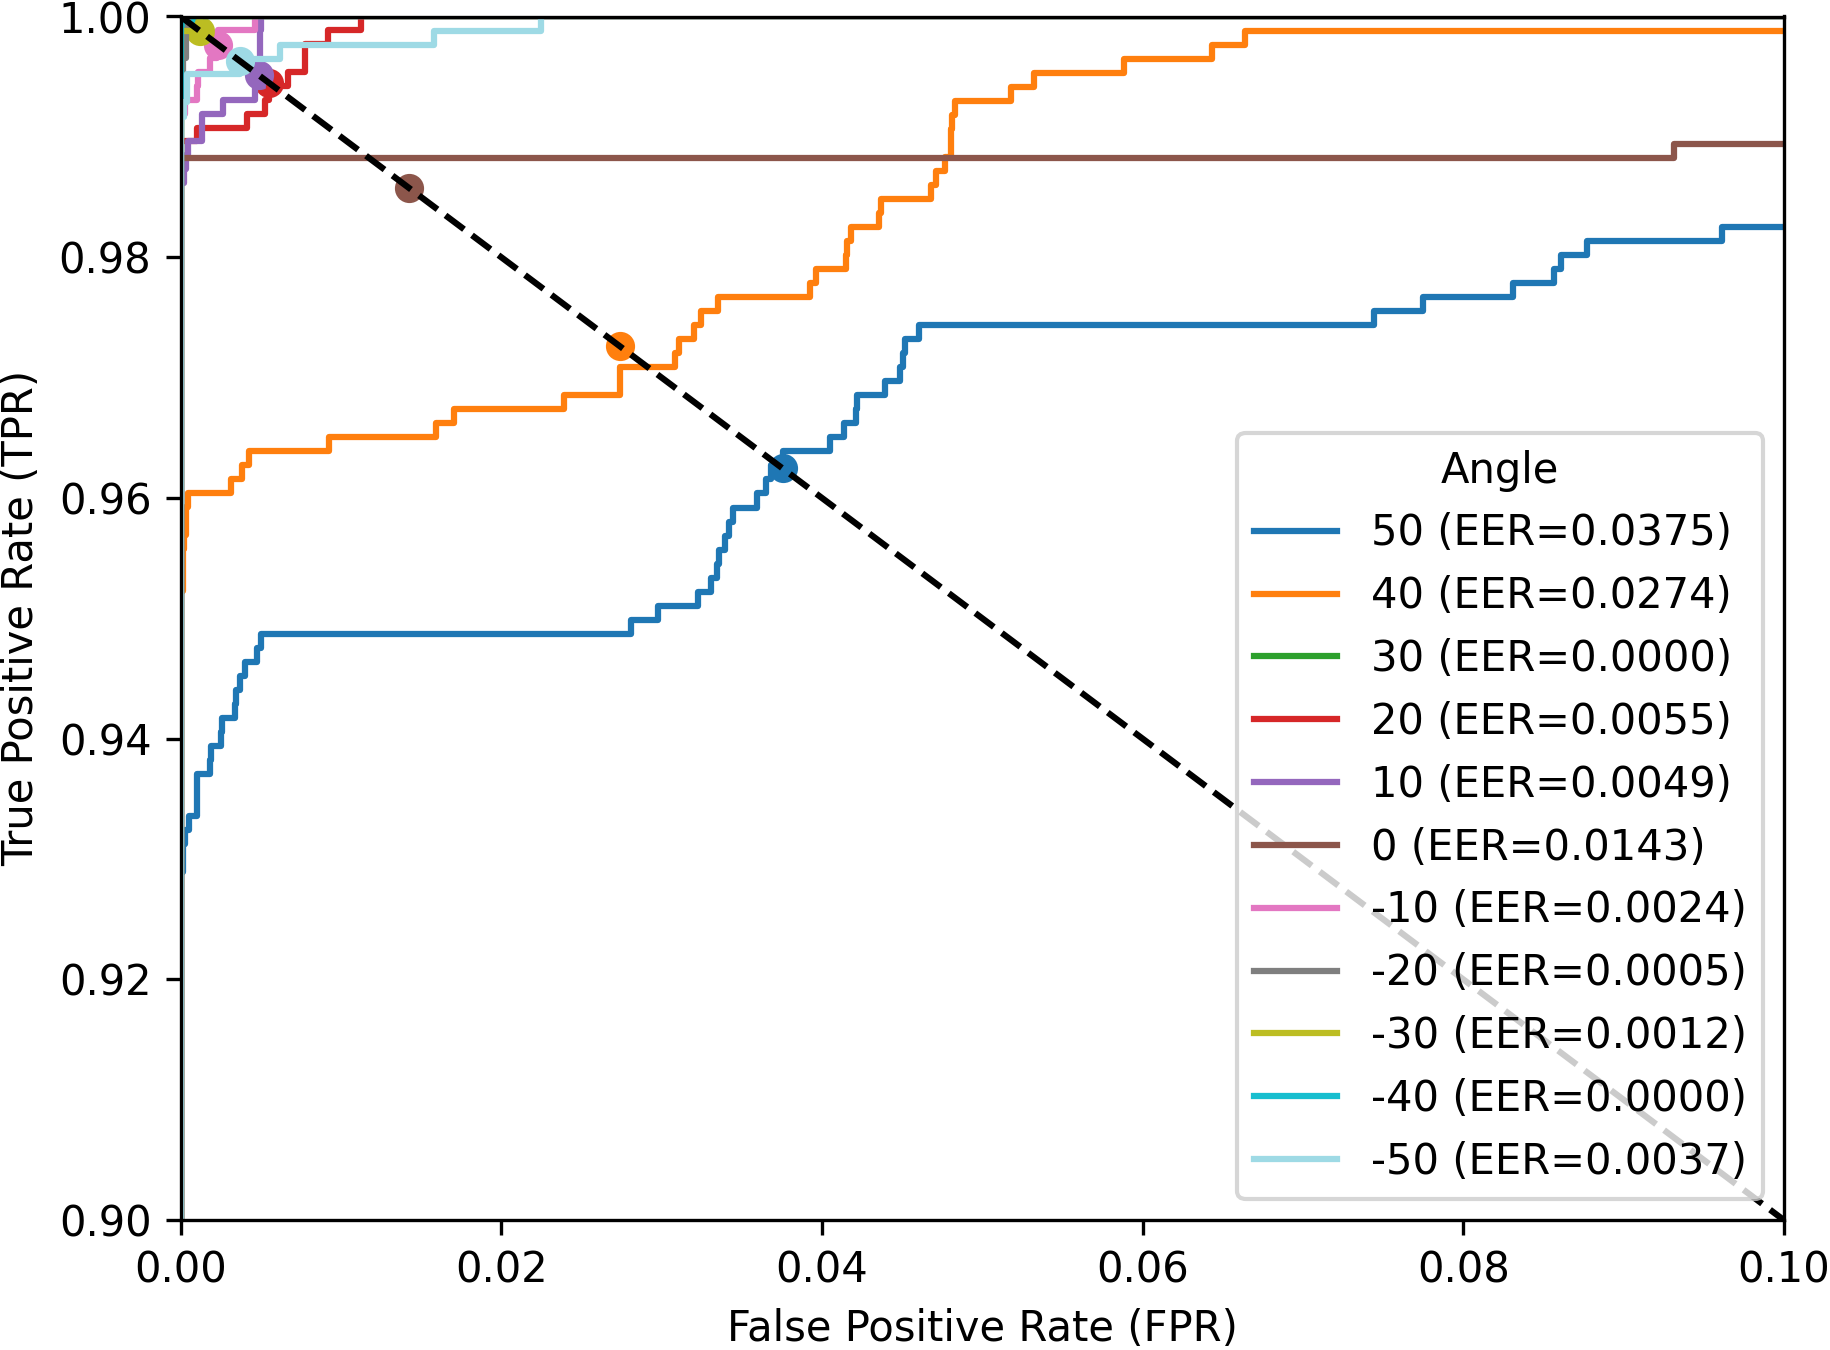 1.00
0.98
0.96
0.94
0.92
0.90
True Positive Rate (TPR)
Angle
50 (EER=0.0375)
40 (EER=0.0274)
30 (EER=0.0000)
20 (EER=0.0055)
10 (EER=0.0049)
0 (EER=0.0143)
-10 (EER=0.0024)
-20 (EER=0.0005)
-30 (EER=0.0012)
-40 (EER=0.0000)
-50 (EER=0.0037)
0.00 0.02 0.04 0.06 0.08 0.10
False Positive Rate (FPR)